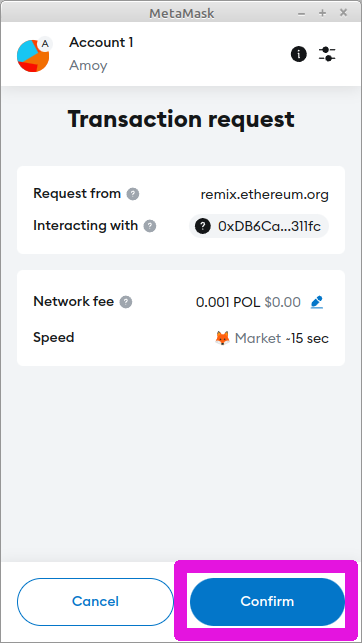 MetaMask
A
Account 1
Amoy
Transaction request
Request from ?
remix.ethereum.org
Interacting with ?
? 0xDB6Ca...311fc
Network fee ?
0.001 POL $0.00
Speed
Market ~15 sec
Cancel
Confirm